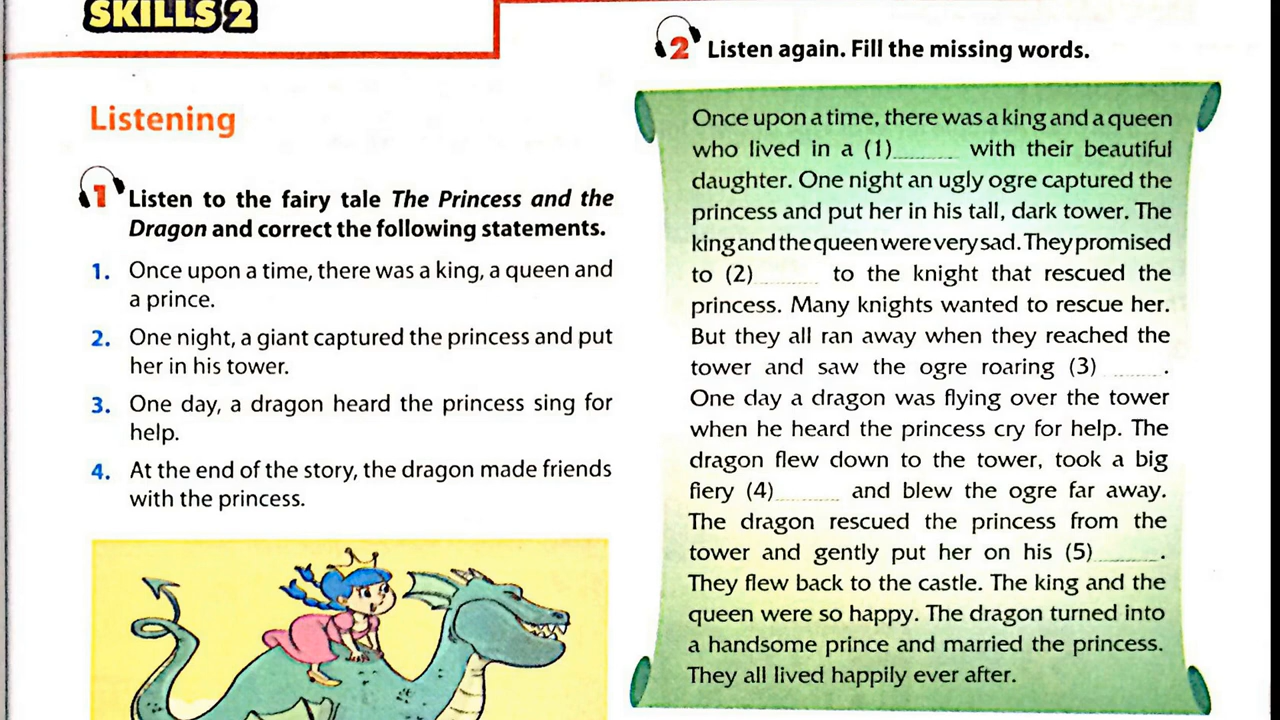 SKILLS 2
Listening
1 Listen to the fairy tale The Princess and the
Dragon and correct the following statements.
1. Once upon a time, there was a king, a queen and
a prince.
2. One night, a giant captured the princess and put
her in his tower.
3. One day, a dragon heard the princess sing for
help.
4. At the end of the story, the dragon made friends
with the princess.
2 Listen again. Fill the missing words.
Once upon a time, there was a king and a queen
who lived in a (1)........ with their beautiful
daughter. One night an ugly ogre captured the
princess and put her in his tall, dark tower. The
king and the queen were very sad. They promised
to (2)........ to the knight that rescued the
princess. Many knights wanted to rescue her.
But they all ran away when they reached the
tower and saw the ogre roaring (3) ........ .
One day a dragon was flying over the tower
when he heard the princess cry for help. The
dragon flew down to the tower, took a big
fiery (4)........ and blew the ogre far away.
The dragon rescued the princess from the
tower and gently put her on his (5)........ .
They flew back to the castle. The king and the
queen were so happy. The dragon turned into
a handsome prince and married the princess.
They all lived happily ever after.